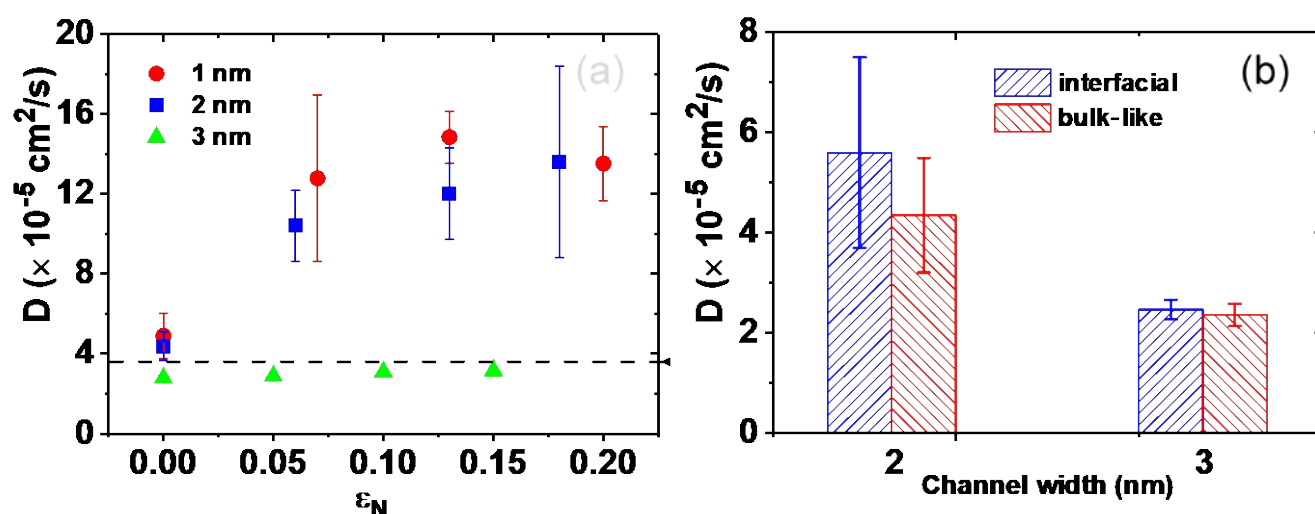 (a)
1 nm
2 nm
3 nm
D (× 10⁻⁵ cm²/s)
20
16
12
8
4
0
0.00 0.05 0.10 0.15 0.20
ε_N
(b)
interfacial
bulk-like
D (× 10⁻⁵ cm²/s)
8
6
4
2
0
2 3
Channel width (nm)